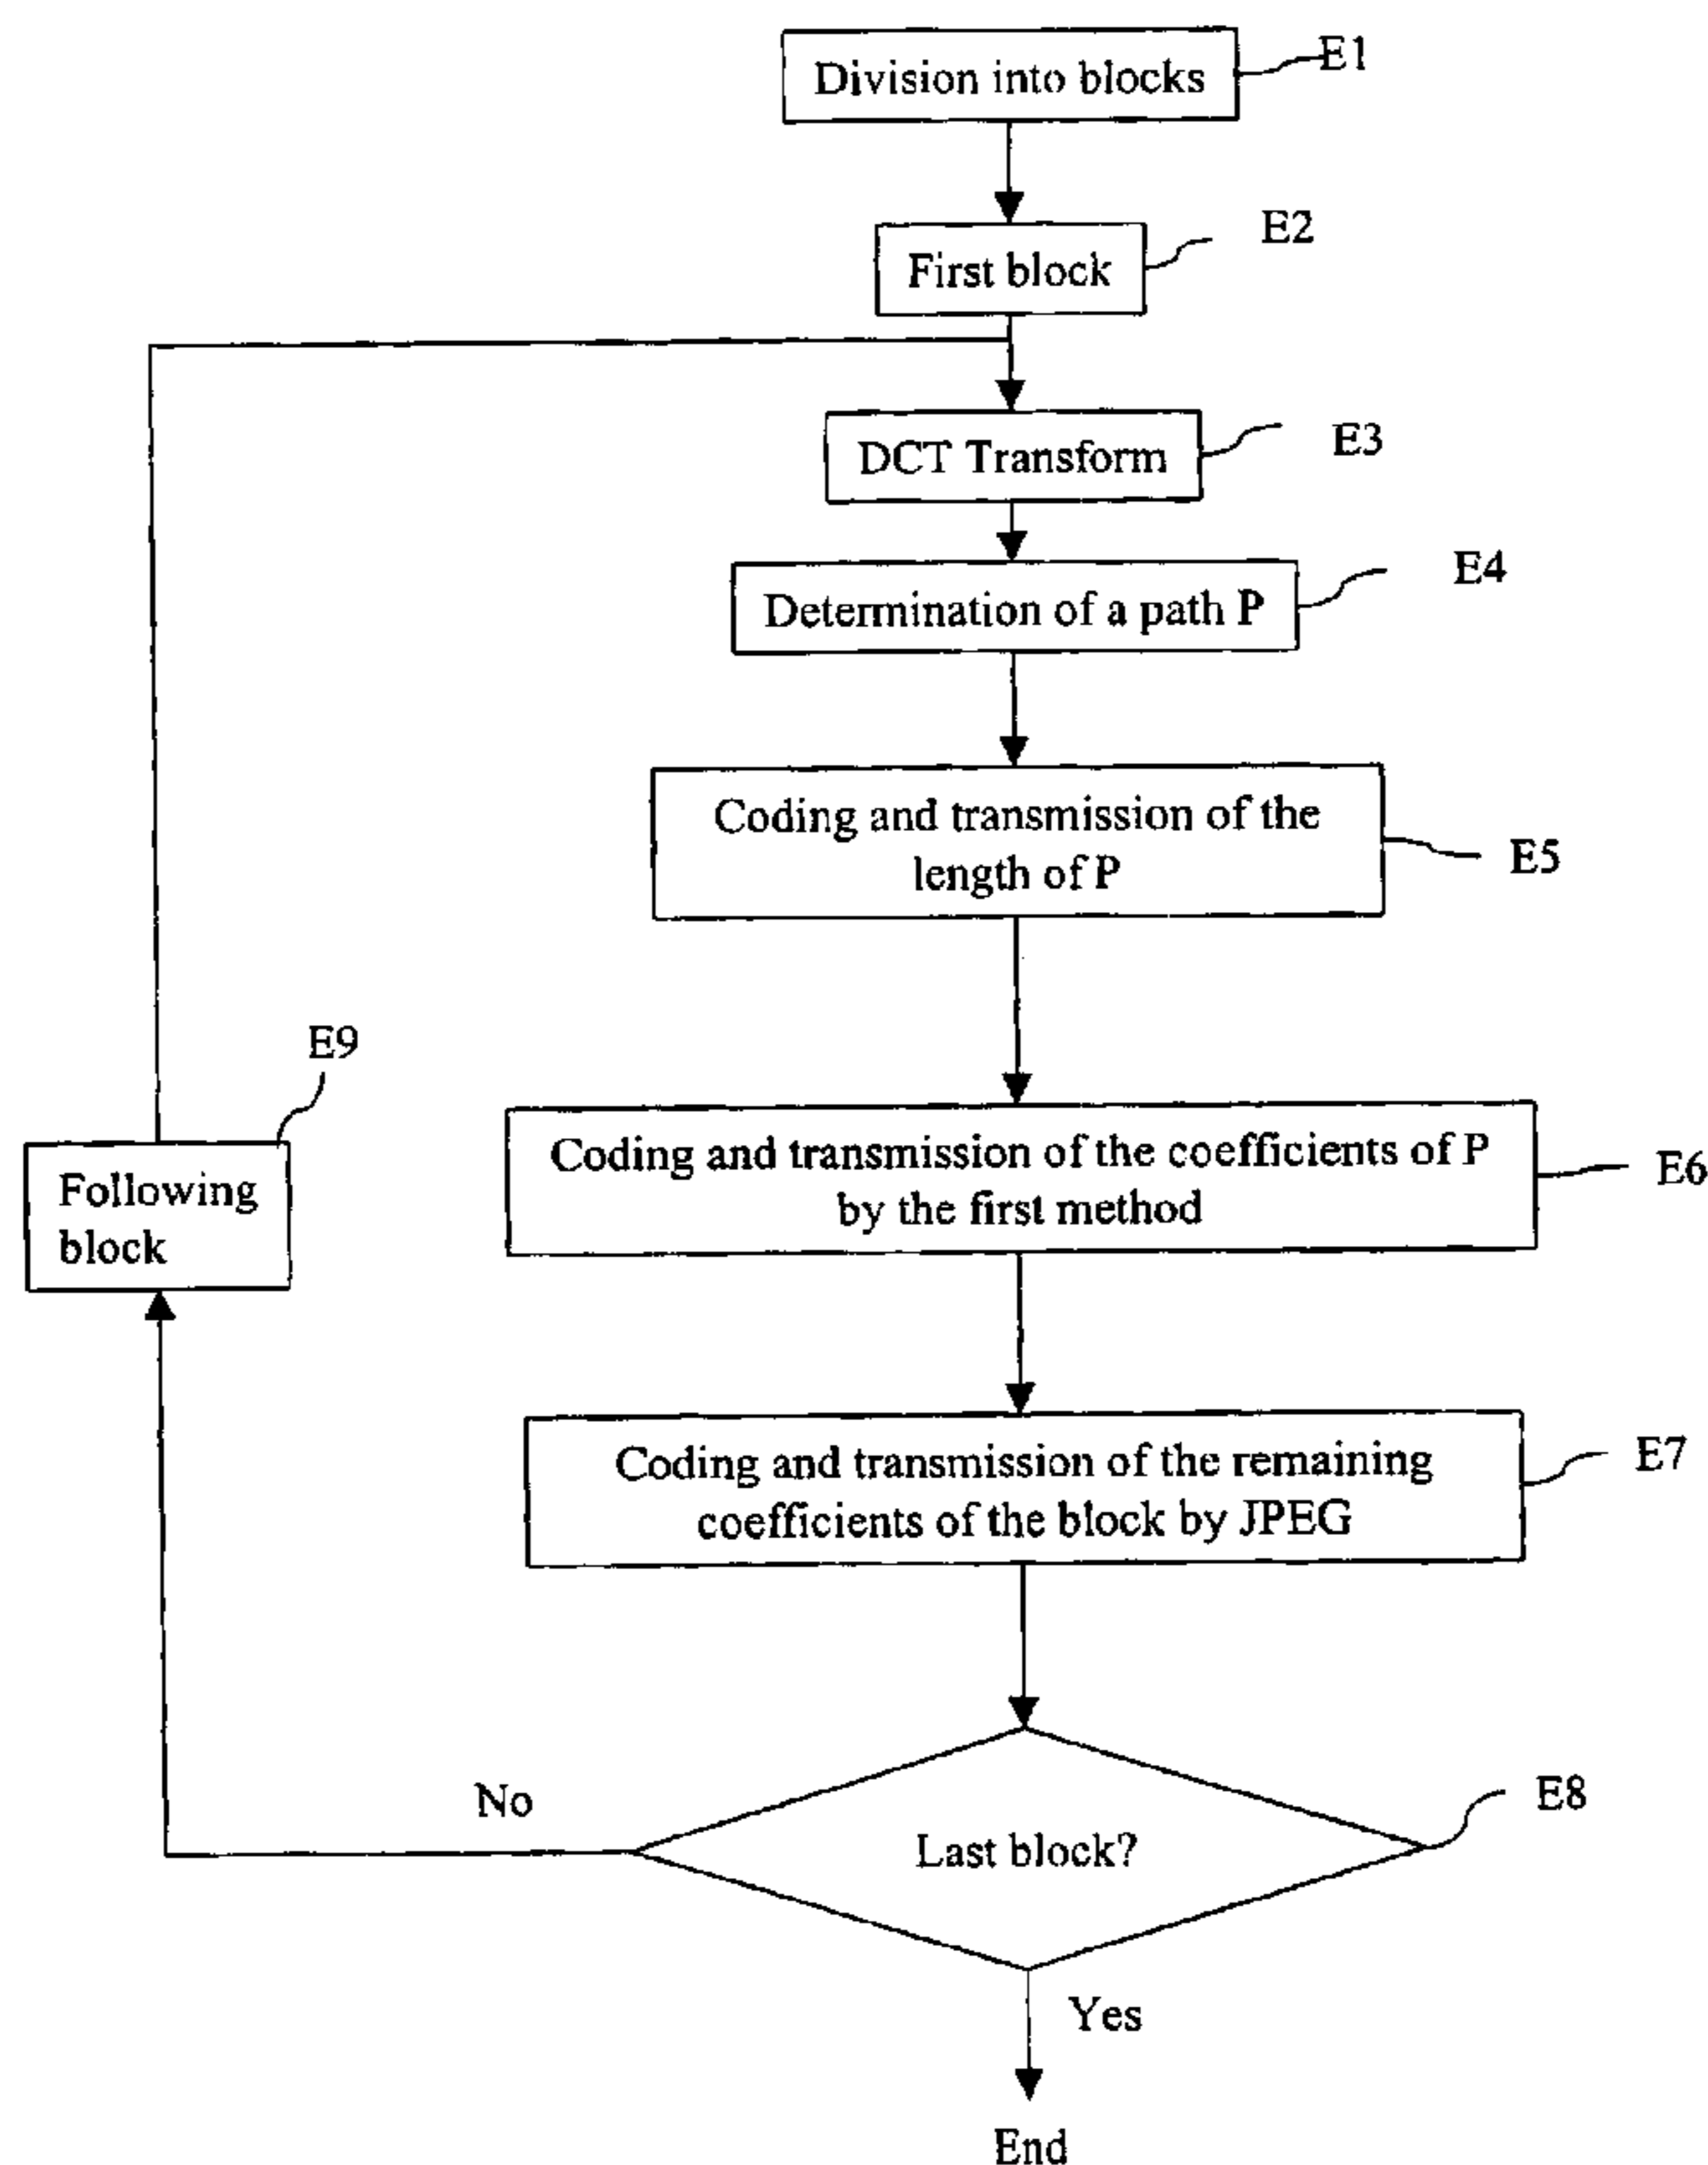 Division into blocks
E1
First block
E2
DCT Transform
E3
Determination of a path P
E4
Coding and transmission of the
length of P
E5
E9
Following
block
Coding and transmission of the coefficients of P
by the first method
E6
Coding and transmission of the remaining
coefficients of the block by JPEG
E7
No
Last block?
E8
Yes
End